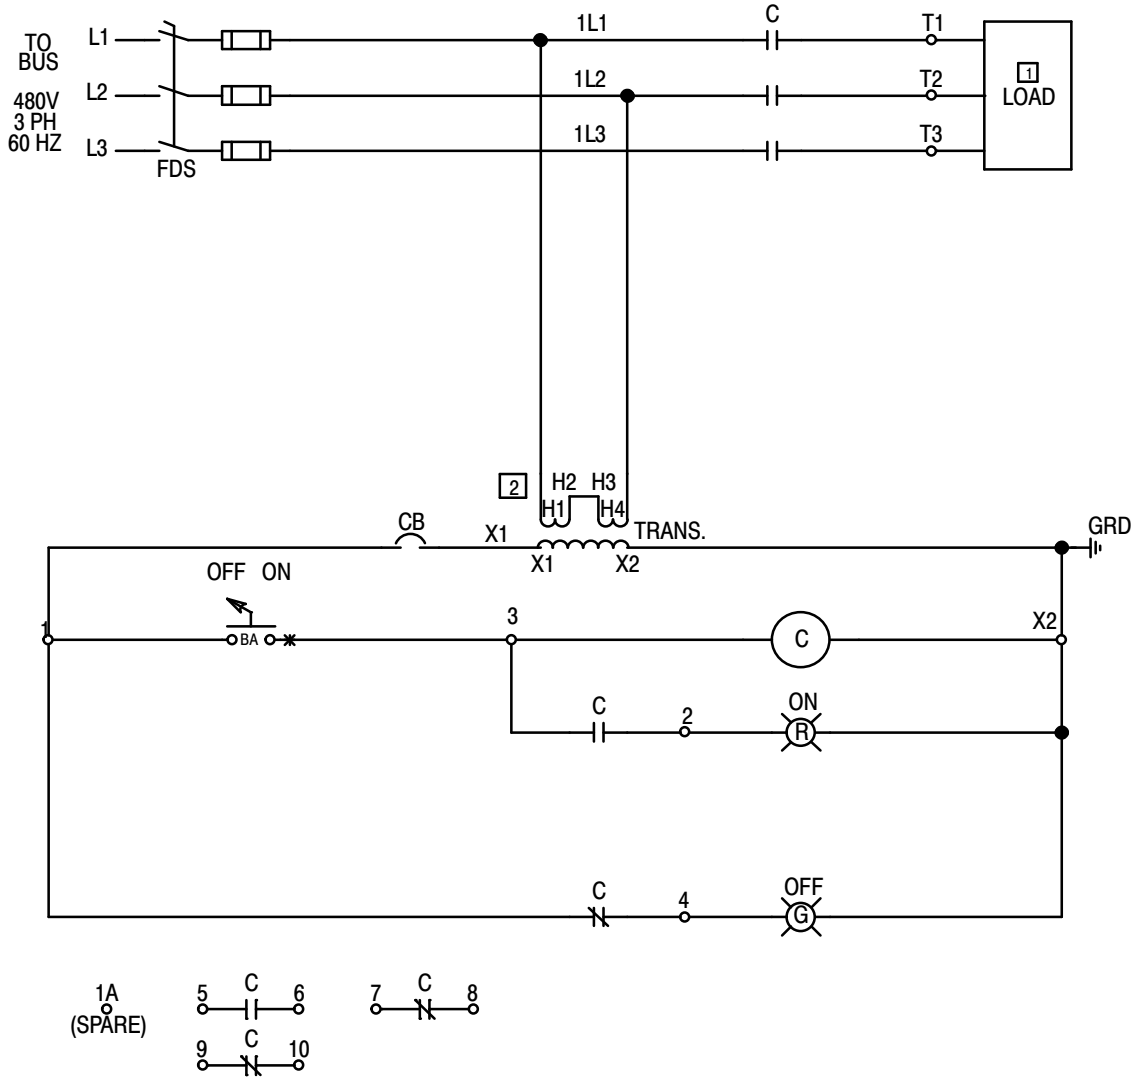 C
1L1
T1
TO
BUS
L1
1
LOAD
1L2
T2
L2
480V
3 PH
60 HZ
1L3
T3
L3
FDS
2
H2 H3
H1 H4
TRANS.
CB
X1
X1 X2
GRD
OFF ON
1
BA
3
C
X2
C
2
ON
R
C
4
OFF
G
1A
(SPARE)
5 C 6
7 C 8
9 C 10